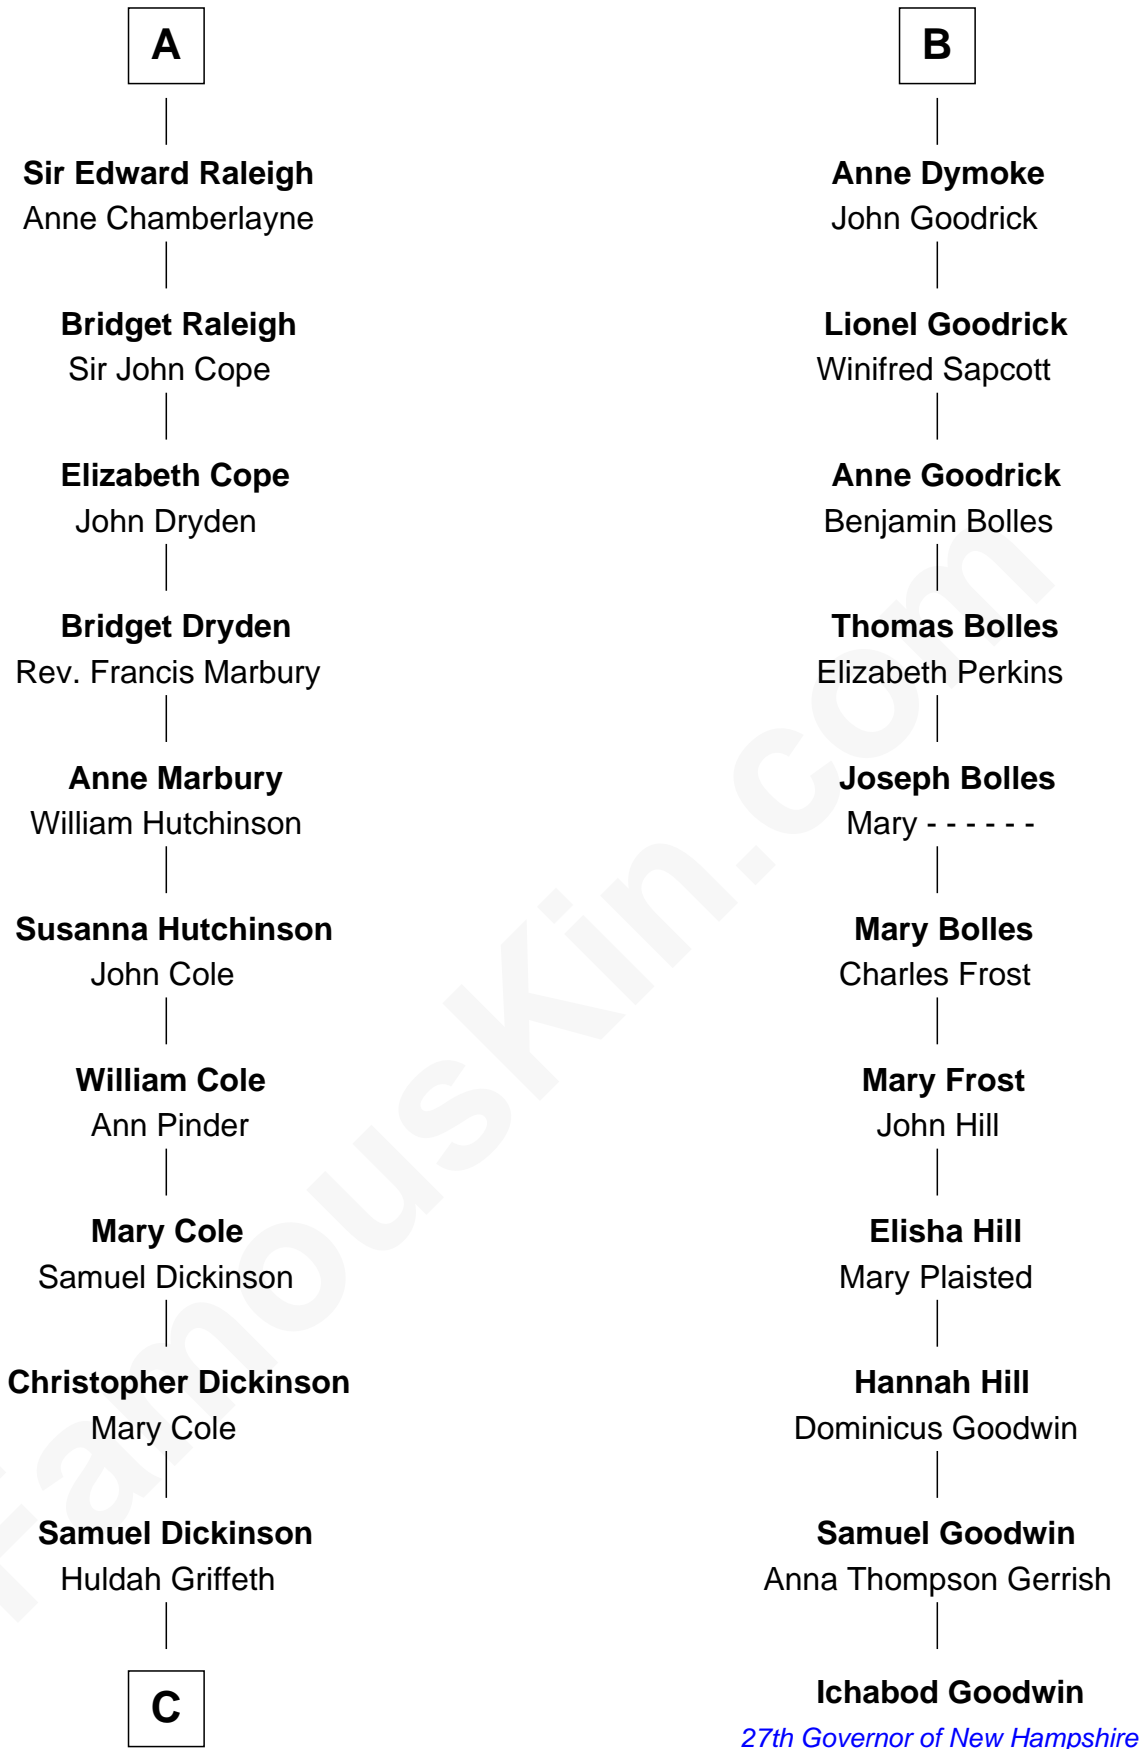 A
Sir Edward Raleigh
Anne Chamberlayne
Bridget Raleigh
Sir John Cope
Elizabeth Cope
John Dryden
Bridget Dryden
Rev. Francis Marbury
Anne Marbury
William Hutchinson
Susanna Hutchinson
John Cole
William Cole
Ann Pinder
Mary Cole
Samuel Dickinson
Christopher Dickinson
Mary Cole
Samuel Dickinson
Huldah Griffeth
C
B
Anne Dymoke
John Goodrick
Lionel Goodrick
Winifred Sapcott
Anne Goodrick
Benjamin Bolles
Thomas Bolles
Elizabeth Perkins
Joseph Bolles
Mary - - - - - -
Mary Bolles
Charles Frost
Mary Frost
John Hill
Elisha Hill
Mary Plaisted
Hannah Hill
Dominicus Goodwin
Samuel Goodwin
Anna Thompson Gerrish
Ichabod Goodwin
27th Governor of New Hampshire
FamousKin.com